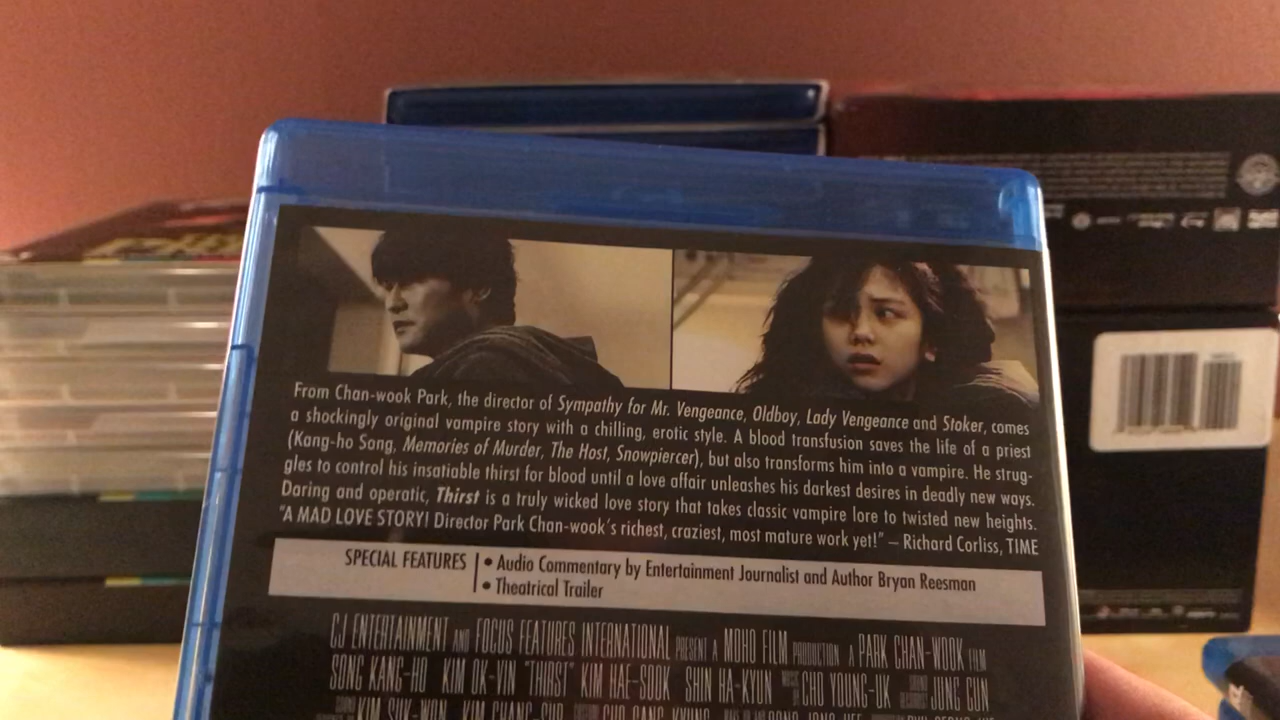 From Chan-wook Park, the director of Sympathy for Mr. Vengeance, Oldboy, Lady Vengeance and Stoker, comes
a shockingly original vampire story with a chilling, erotic style. A blood transfusion saves the life of a priest
(Kang-ho Song, Memories of Murder, The Host, Snowpiercer), but also transforms him into a vampire. He strug-
gles to control his insatiable thirst for blood until a love affair unleashes his darkest desires in deadly new ways.
Daring and operatic, Thirst is a truly wicked love story that takes classic vampire lore to twisted new heights.
"A MAD LOVE STORY! Director Park Chan-wook's richest, craziest, most mature work yet!" – Richard Corliss, TIME
SPECIAL FEATURES
• Audio Commentary by Entertainment Journalist and Author Bryan Reesman
• Theatrical Trailer
CJ ENTERTAINMENT AND FOCUS FEATURES INTERNATIONAL PRESENT A MOHO FILM PRODUCTION A PARK CHAN-WOOK FILM
SONG KANG-HO KIM OK-VIN "THIRST" KIM HAE-SOOK SHIN HA-KYUN MUSIC BY CHO YOUNG-UK JUNG GUN